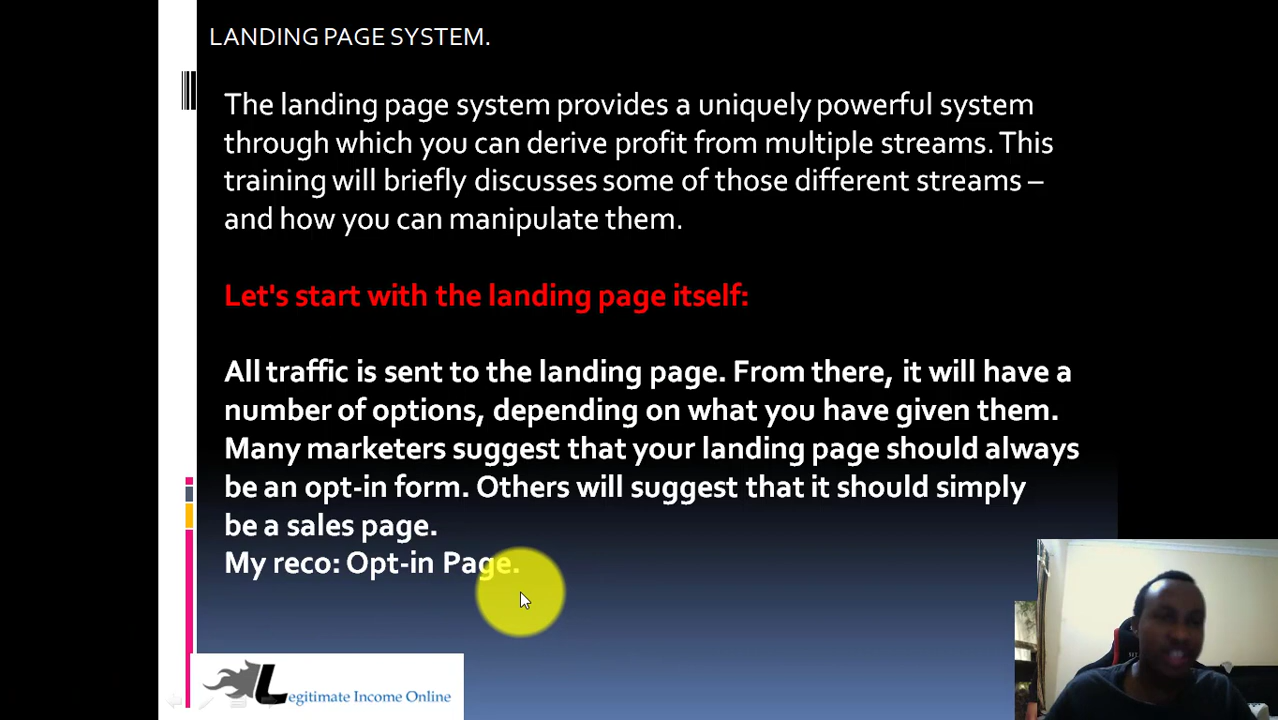 LANDING PAGE SYSTEM.
The landing page system provides a uniquely powerful system
through which you can derive profit from multiple streams. This
training will briefly discusses some of those different streams –
and how you can manipulate them.
Let's start with the landing page itself:
All traffic is sent to the landing page. From there, it will have a
number of options, depending on what you have given them.
Many marketers suggest that your landing page should always
be an opt-in form. Others will suggest that it should simply
be a sales page.
My reco: Opt-in Page.
Legitimate Income Online